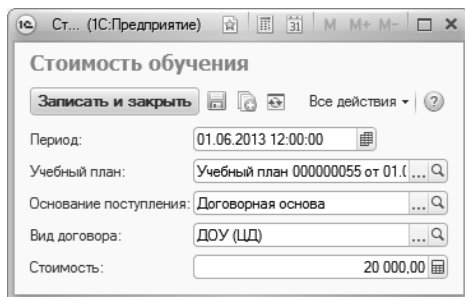 Ст... (1С:Предприятие) 31 M M+ M-
Стоимость обучения
Записать и закрыть Все действия ?
Период: 01.06.2013 12:00:00
Учебный план: Учебный план 000000055 от 01.( ...
Основание поступления: Договорная основа ...
Вид договора: ДОУ (ЦД) ...
Стоимость: 20 000,00